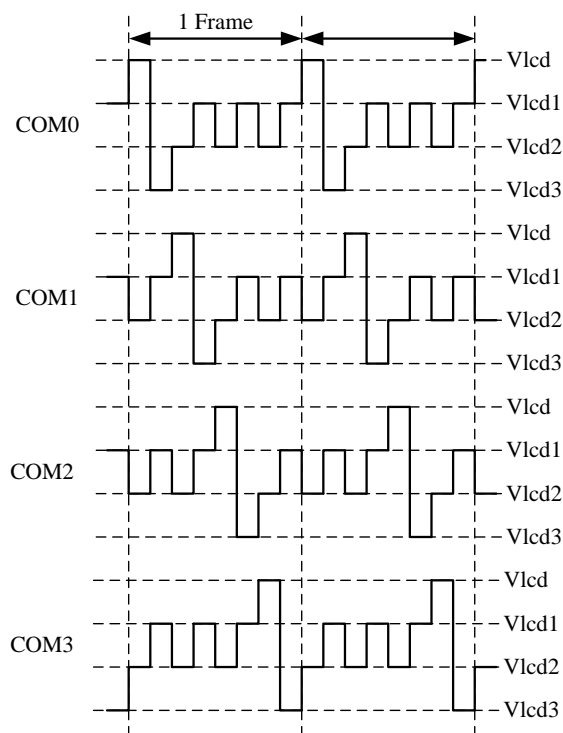 1 Frame
Vlcd
Vlcd1
COM0
Vlcd2
Vlcd3
Vlcd
Vlcd1
COM1
Vlcd2
Vlcd3
Vlcd
Vlcd1
COM2
Vlcd2
Vlcd3
Vlcd
Vlcd1
COM3
Vlcd2
Vlcd3